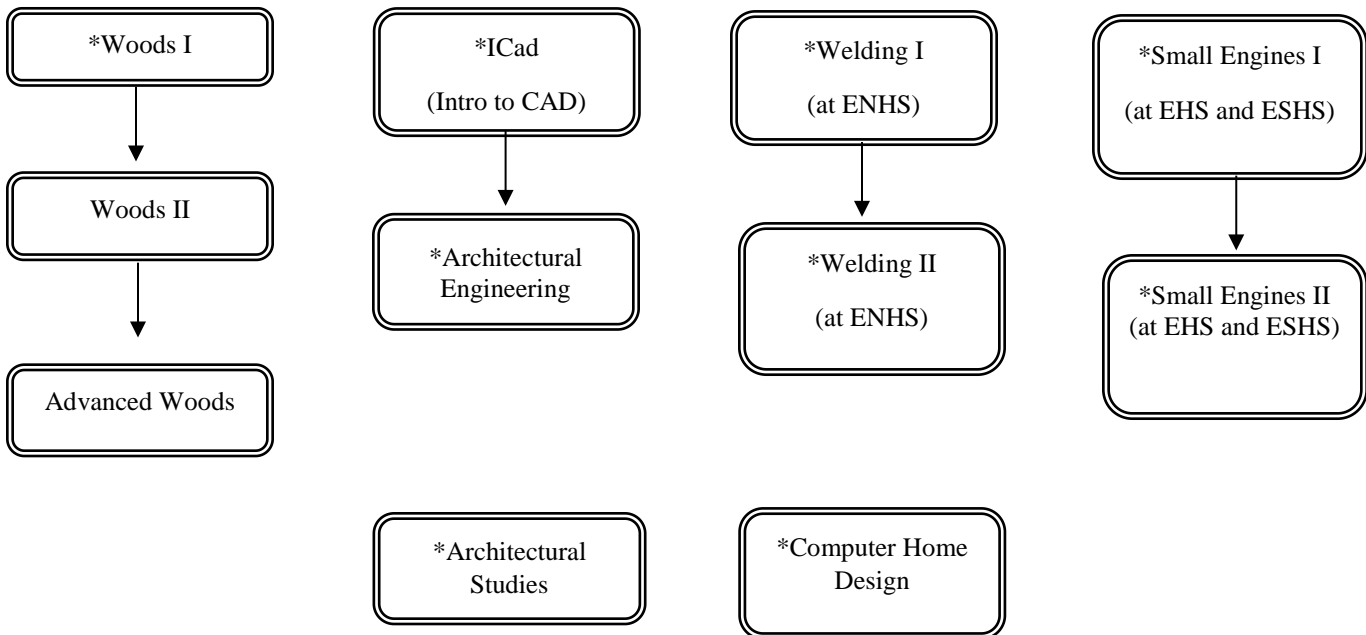 *Woods I
Woods II
Advanced Woods
*ICad
(Intro to CAD)
*Architectural
Engineering
*Welding I
(at ENHS)
*Welding II
(at ENHS)
*Small Engines I
(at EHS and ESHS)
*Small Engines II
(at EHS and ESHS)
*Architectural
Studies
*Computer Home
Design